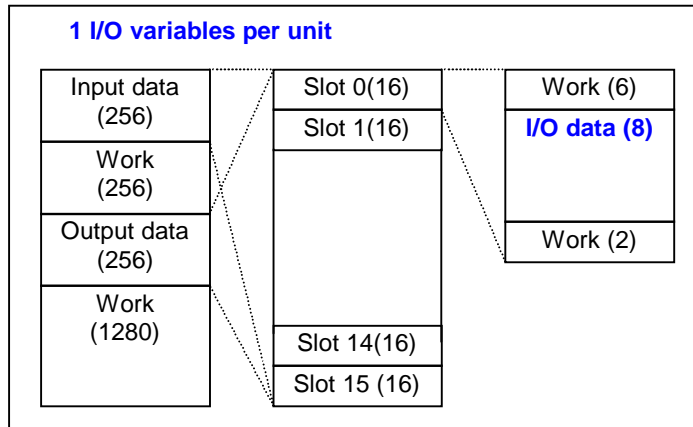 1 I/O variables per unit
Input data
(256)
Work
(256)
Output data
(256)
Work
(1280)
Slot 0(16)
Slot 1(16)
Slot 14(16)
Slot 15 (16)
Work (6)
I/O data (8)
Work (2)